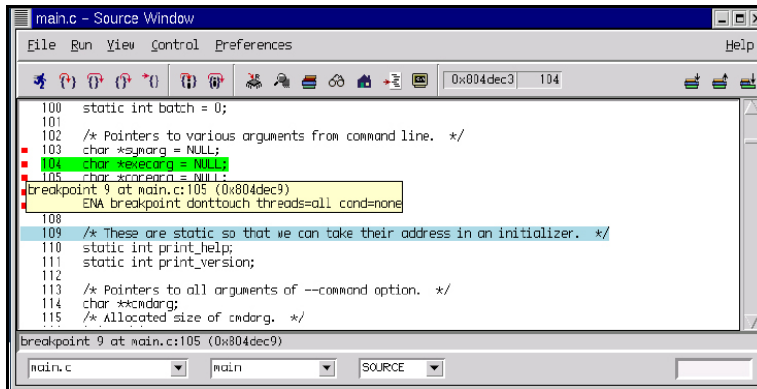 main.c - Source Window
File Run View Control Preferences Help
0x804dec3 104
100 static int batch = 0;
101
102 /* Pointers to various arguments from command line. */
103 char *symarg = NULL;
104 char *execarg = NULL;
105 char *corearg = NULL;
breakpoint 9 at main.c:105 (0x804dec9)
ENA breakpoint donttouch threads=all cond=none
108
109 /* These are static so that we can take their address in an initializer. */
110 static int print_help;
111 static int print_version;
112
113 /* Pointers to all arguments of --command option. */
114 char **cmdarg;
115 /* Allocated size of cmdarg. */
breakpoint 9 at main.c:105 (0x804dec9)
main.c main SOURCE